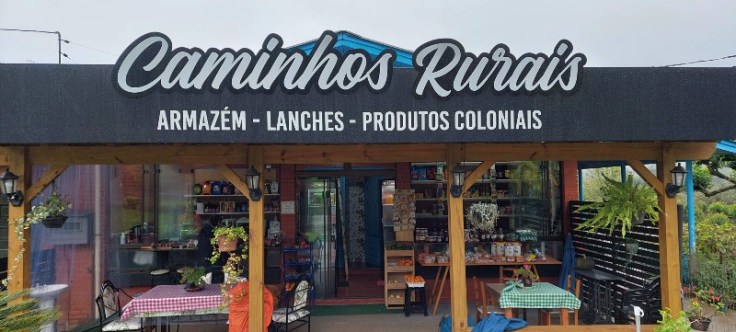 Caminhos Rurais
ARMAZÉM - LANCHES - PRODUTOS COLONIAIS